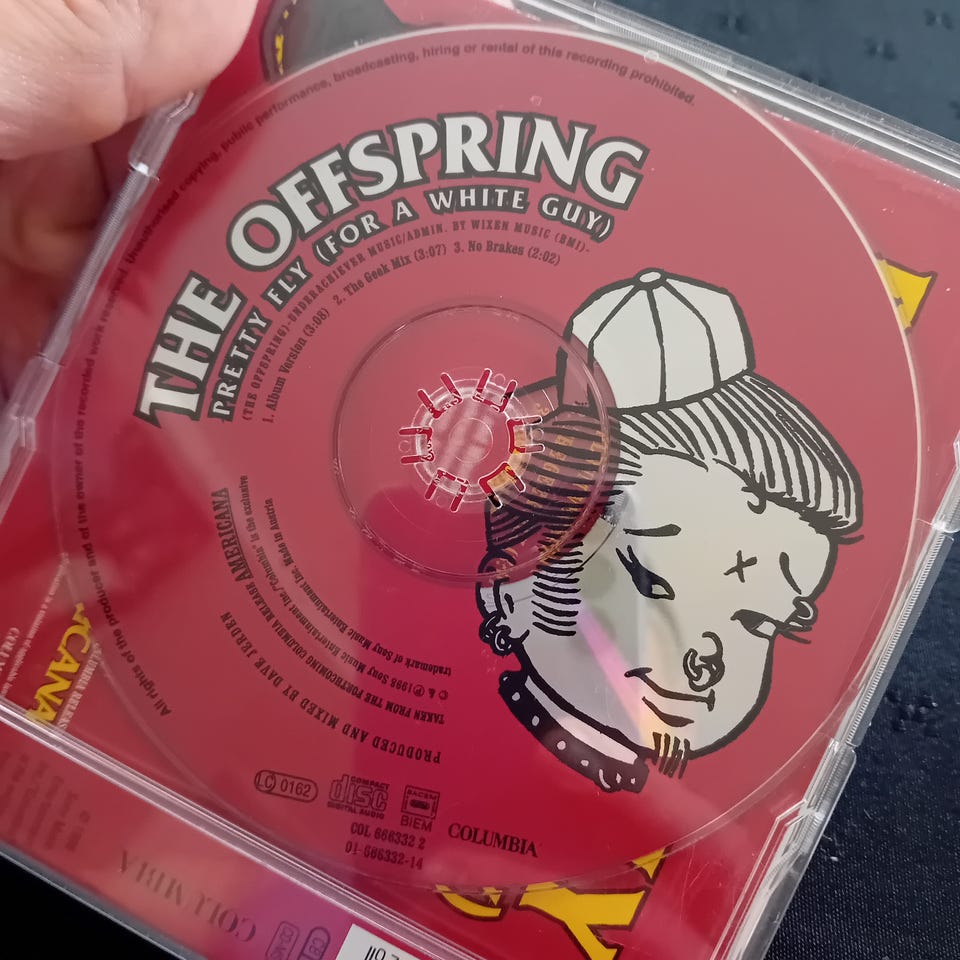 All rights of the producer and of the owner of the recorded work reserved. Unauthorised copying, public performance, broadcasting, hiring or rental of this recording prohibited.
THE OFFSPRING
PRETTY FLY (FOR A WHITE GUY)
(THE OFFSPRING)-UNDERACHIEVER MUSIC/ADMIN. BY WIXEN MUSIC (BMI)-
1. Album Version (3:08) 2. The Geek Mix (3:07) 3. No Brakes (2:02)
PRODUCED AND MIXED BY DAVE JERDEN
TAKEN FROM THE FORTHCOMING COLUMBIA RELEASE AMERICANA
℗ & © 1998 Sony Music Entertainment Inc./"Columbia" is the exclusive
trademark of Sony Music Entertainment Inc. Made in Austria
LC 0162
COMPACT
disc
DIGITAL AUDIO
SACEM
BIEM
COLUMBIA
COL 666332 2
01-666332-14
ICANA
COLUMBIA